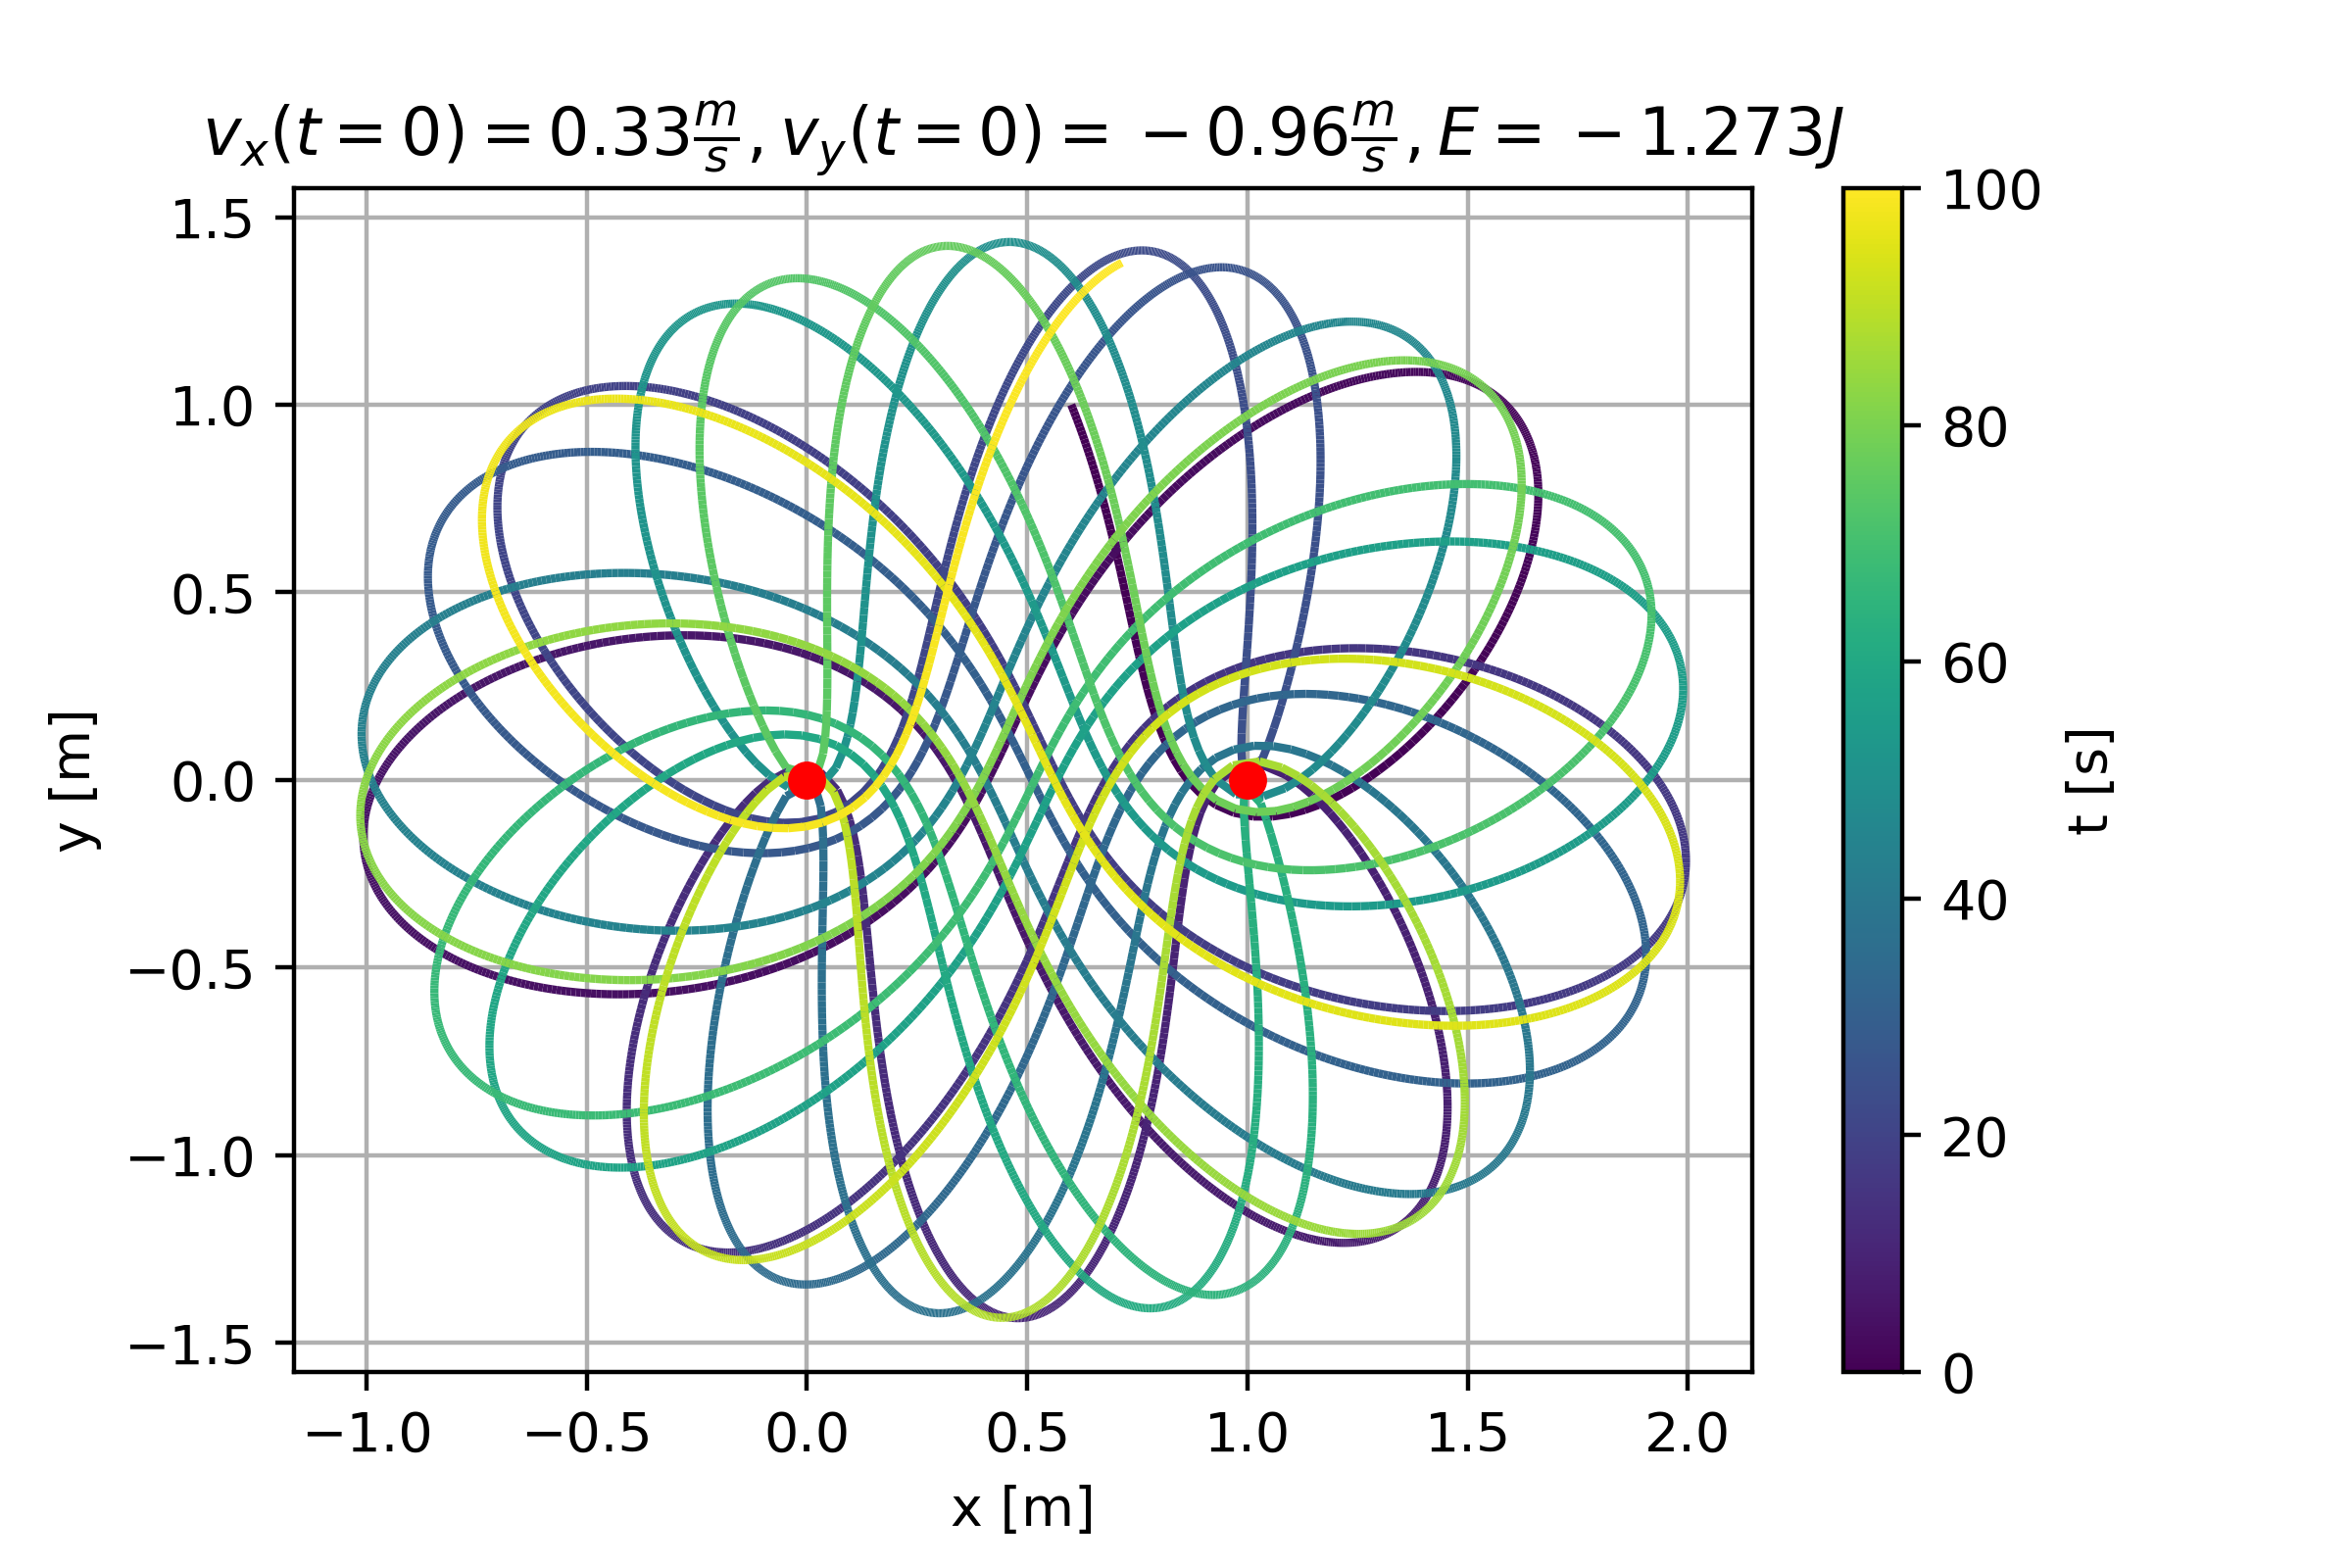 v_x(t = 0) = 0.33 m/s, v_y(t = 0) = −0.96 m/s, E = −1.273J
1.5
1.0
0.5
0.0
−0.5
−1.0
−1.5
y [m]
−1.0 −0.5 0.0 0.5 1.0 1.5 2.0
x [m]
100
80
60
40
20
0
t [s]